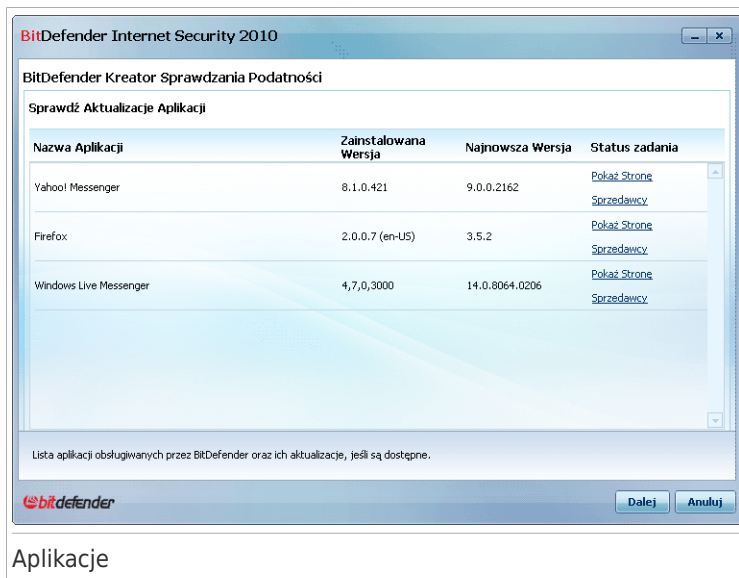 BitDefender Internet Security 2010
BitDefender Kreator Sprawdzania Podatności
Sprawdź Aktualizacje Aplikacji
Nazwa Aplikacji Zainstalowana Wersja Najnowsza Wersja Status zadania
Yahoo! Messenger 8.1.0.421 9.0.0.2162 Pokaż Stronę Sprzedawcy
Firefox 2.0.0.7 (en-US) 3.5.2 Pokaż Stronę Sprzedawcy
Windows Live Messenger 4,7,0,3000 14.0.8064.0206 Pokaż Stronę Sprzedawcy
Lista aplikacji obsługiwanych przez BitDefender oraz ich aktualizacje, jeśli są dostępne.
bitdefender Dalej Anuluj
Aplikacje